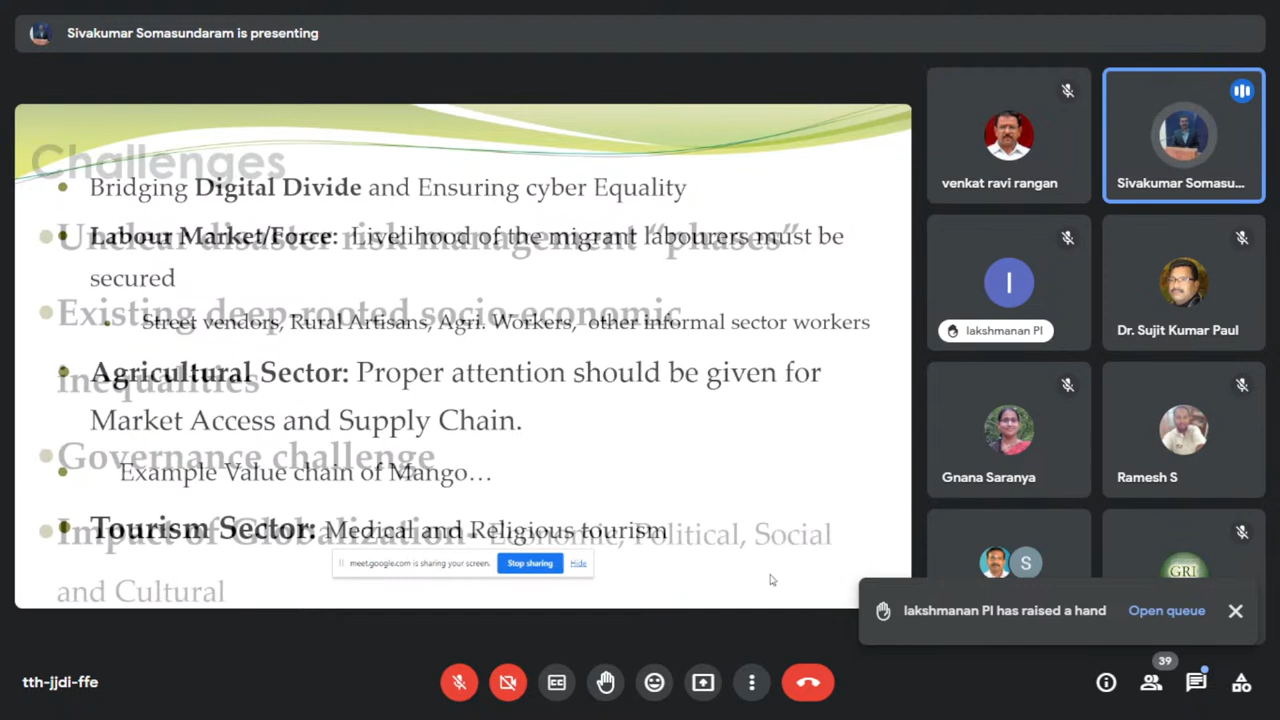 Sivakumar Somasundaram is presenting
Challenges
• Bridging Digital Divide and Ensuring cyber Equality
• Unclear disaster risk management “phases”
• Labour Market/Force: Livelihood of the migrant labourers must be
secured
• Existing deep rooted socio-economic
• Street vendors, Rural Artisans, Agri. Workers, other informal sector workers
• Agricultural Sector: Proper attention should be given for
inequalities
Market Access and Supply Chain.
• Governance challenge
• Example Value chain of Mango…
• Tourism Sector: Medical and Religious tourism
• Impact of Globalization- Economic, Political, Social
and Cultural
meet.google.com is sharing your screen. Stop sharing Hide
venkat ravi rangan
Sivakumar Somasu...
I
lakshmanan PI
Dr. Sujit Kumar Paul
Gnana Saranya
Ramesh S
S
GRI
lakshmanan PI has raised a hand Open queue
tth-jjdi-ffe
CC
39